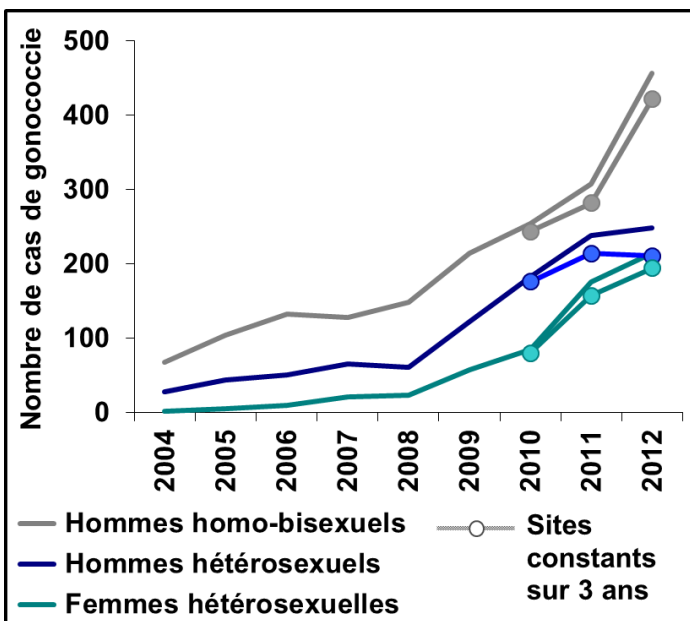 Nombre de cas de gonococcie
500
400
300
200
100
0
2004
2005
2006
2007
2008
2009
2010
2011
2012
Hommes homo-bisexuels
Hommes hétérosexuels
Femmes hétérosexuelles
Sites
constants
sur 3 ans